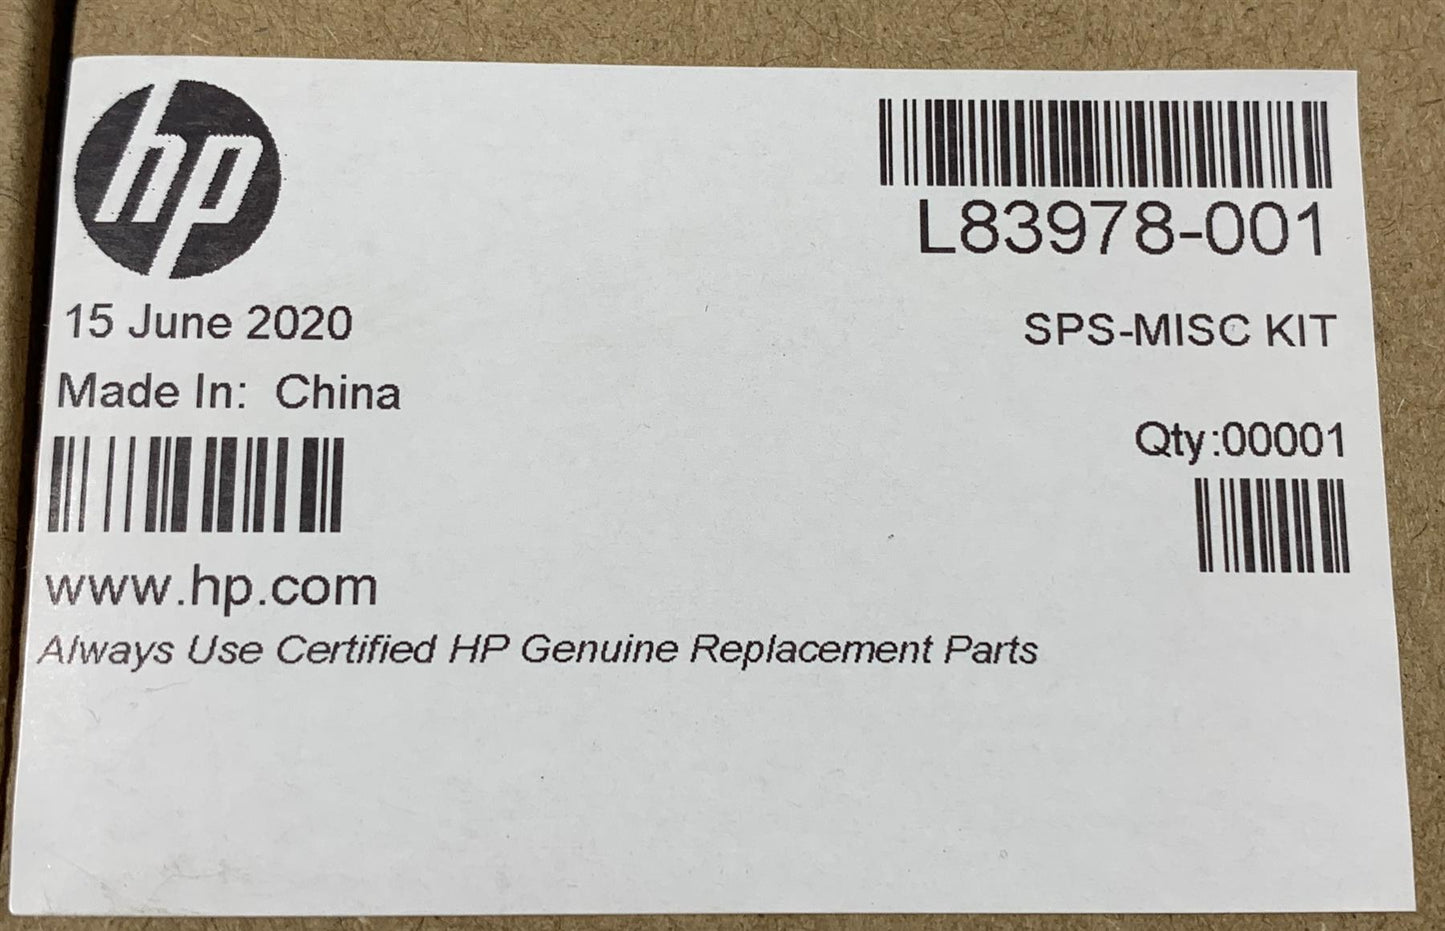 hp
L83978-001
15 June 2020
SPS-MISC KIT
Made In: China
Qty:00001
www.hp.com
Always Use Certified HP Genuine Replacement Parts